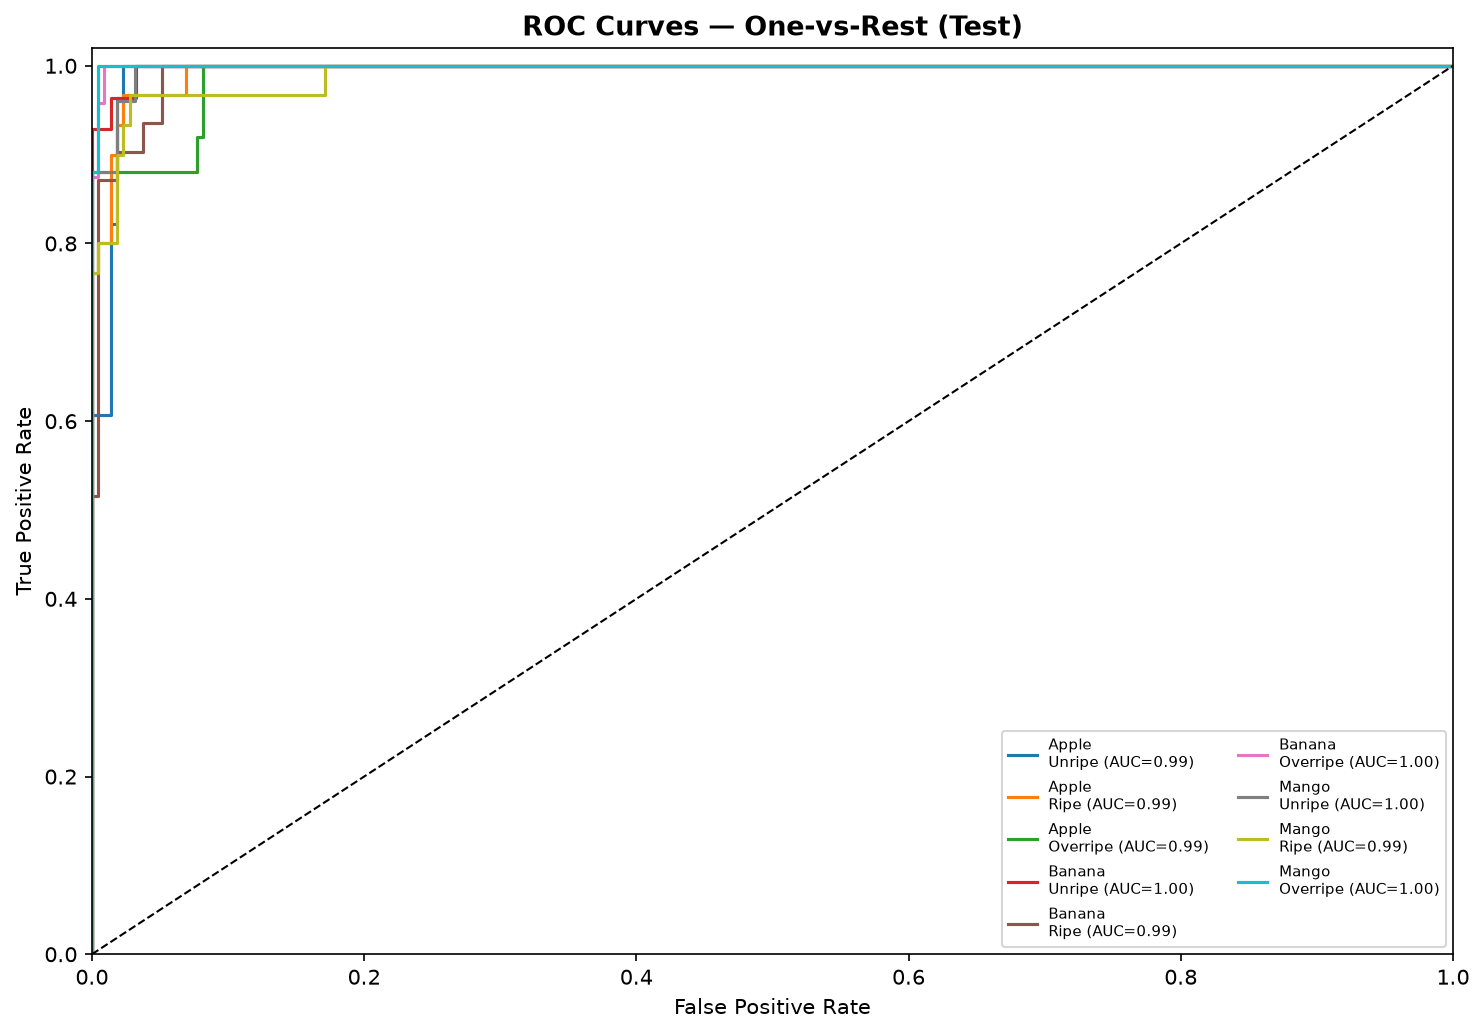 ROC Curves — One-vs-Rest (Test)
True Positive Rate
1.0
0.8
0.6
0.4
0.2
0.0
0.0
0.2
0.4
0.6
0.8
1.0
False Positive Rate
Apple
Unripe (AUC=0.99)
Apple
Ripe (AUC=0.99)
Apple
Overripe (AUC=0.99)
Banana
Unripe (AUC=1.00)
Banana
Ripe (AUC=0.99)
Banana
Overripe (AUC=1.00)
Mango
Unripe (AUC=1.00)
Mango
Ripe (AUC=0.99)
Mango
Overripe (AUC=1.00)